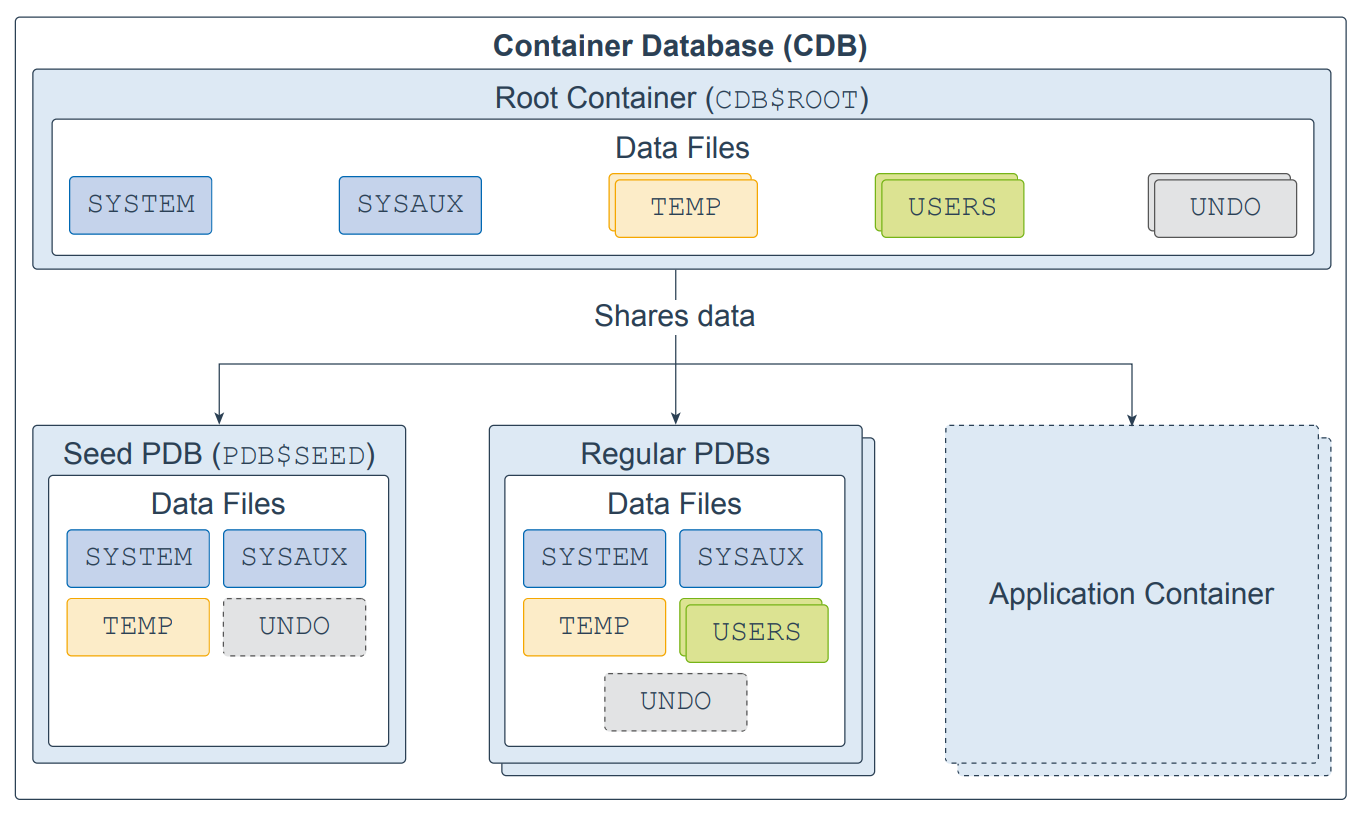 Container Database (CDB)
Root Container (CDB$ROOT)
Data Files
SYSTEM
SYSAUX
TEMP
USERS
UNDO
Shares data
Seed PDB (PDB$SEED)
Data Files
SYSTEM
SYSAUX
TEMP
UNDO
Regular PDBs
Data Files
SYSTEM
SYSAUX
TEMP
USERS
UNDO
Application Container